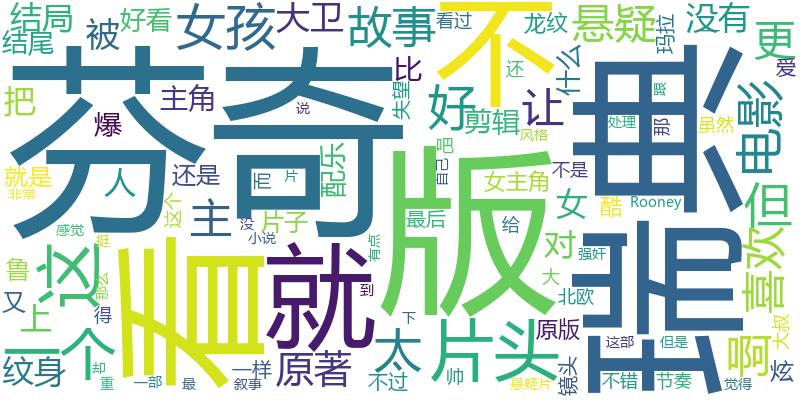 结局
结尾
被
好看
女孩
大卫
故事
看过
不
龙纹
悬疑
什么
玛拉
没有
更
爱
把
爆
主角
芬奇
比
失望
还
好
剪辑
让
那
处理
跟
典
虽然
电影
就是
非常
人
还是
这个
说
而
片
配乐
吧
自己
风格
不是
女主角
女
酷
Rooney
但
感觉
鲁
又
上
这
那么
挺
主
没
片子
小说
版
最后
给
对
大
强奸
瑞
喜欢
大叔
得
看
就
到
有点
北欧
下
原版
这部
但是
啊
炫
一个
纹身
却
重
一部
最
一样
叙事
原著
太
不过
帅
片头
悬疑片
镜头
不错
节奏
觉得